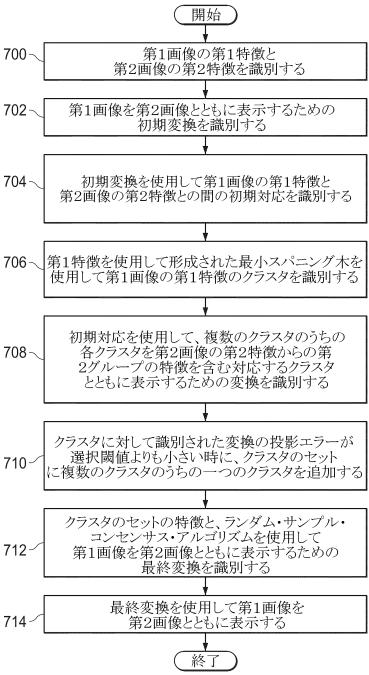 開始
700
第1画像の第1特徴と
第2画像の第2特徴を識別する
702
第1画像を第2画像とともに表示するための
初期変換を識別する
704
初期変換を使用して第1画像の第1特徴と
第2画像の第2特徴との間の初期対応を識別する
706
第1特徴を使用して形成された最小スパニング木を
使用して第1画像の第1特徴のクラスタを識別する
708
初期対応を使用して、複数のクラスタのうちの
各クラスタを第2画像の第2特徴からの第
2グループの特徴を含む対応するクラスタ
とともに表示するための変換を識別する
710
クラスタに対して識別された変換の投影エラーが
選択閾値よりも小さい時に、クラスタのセット
に複数のクラスタのうちの一つのクラスタを追加する
712
クラスタのセットの特徴と、ランダム・サンプル・
コンセンサス・アルゴリズムを使用して
第1画像を第2画像とともに表示するための
最終変換を識別する
714
最終変換を使用して第1画像を
第2画像とともに表示する
終了